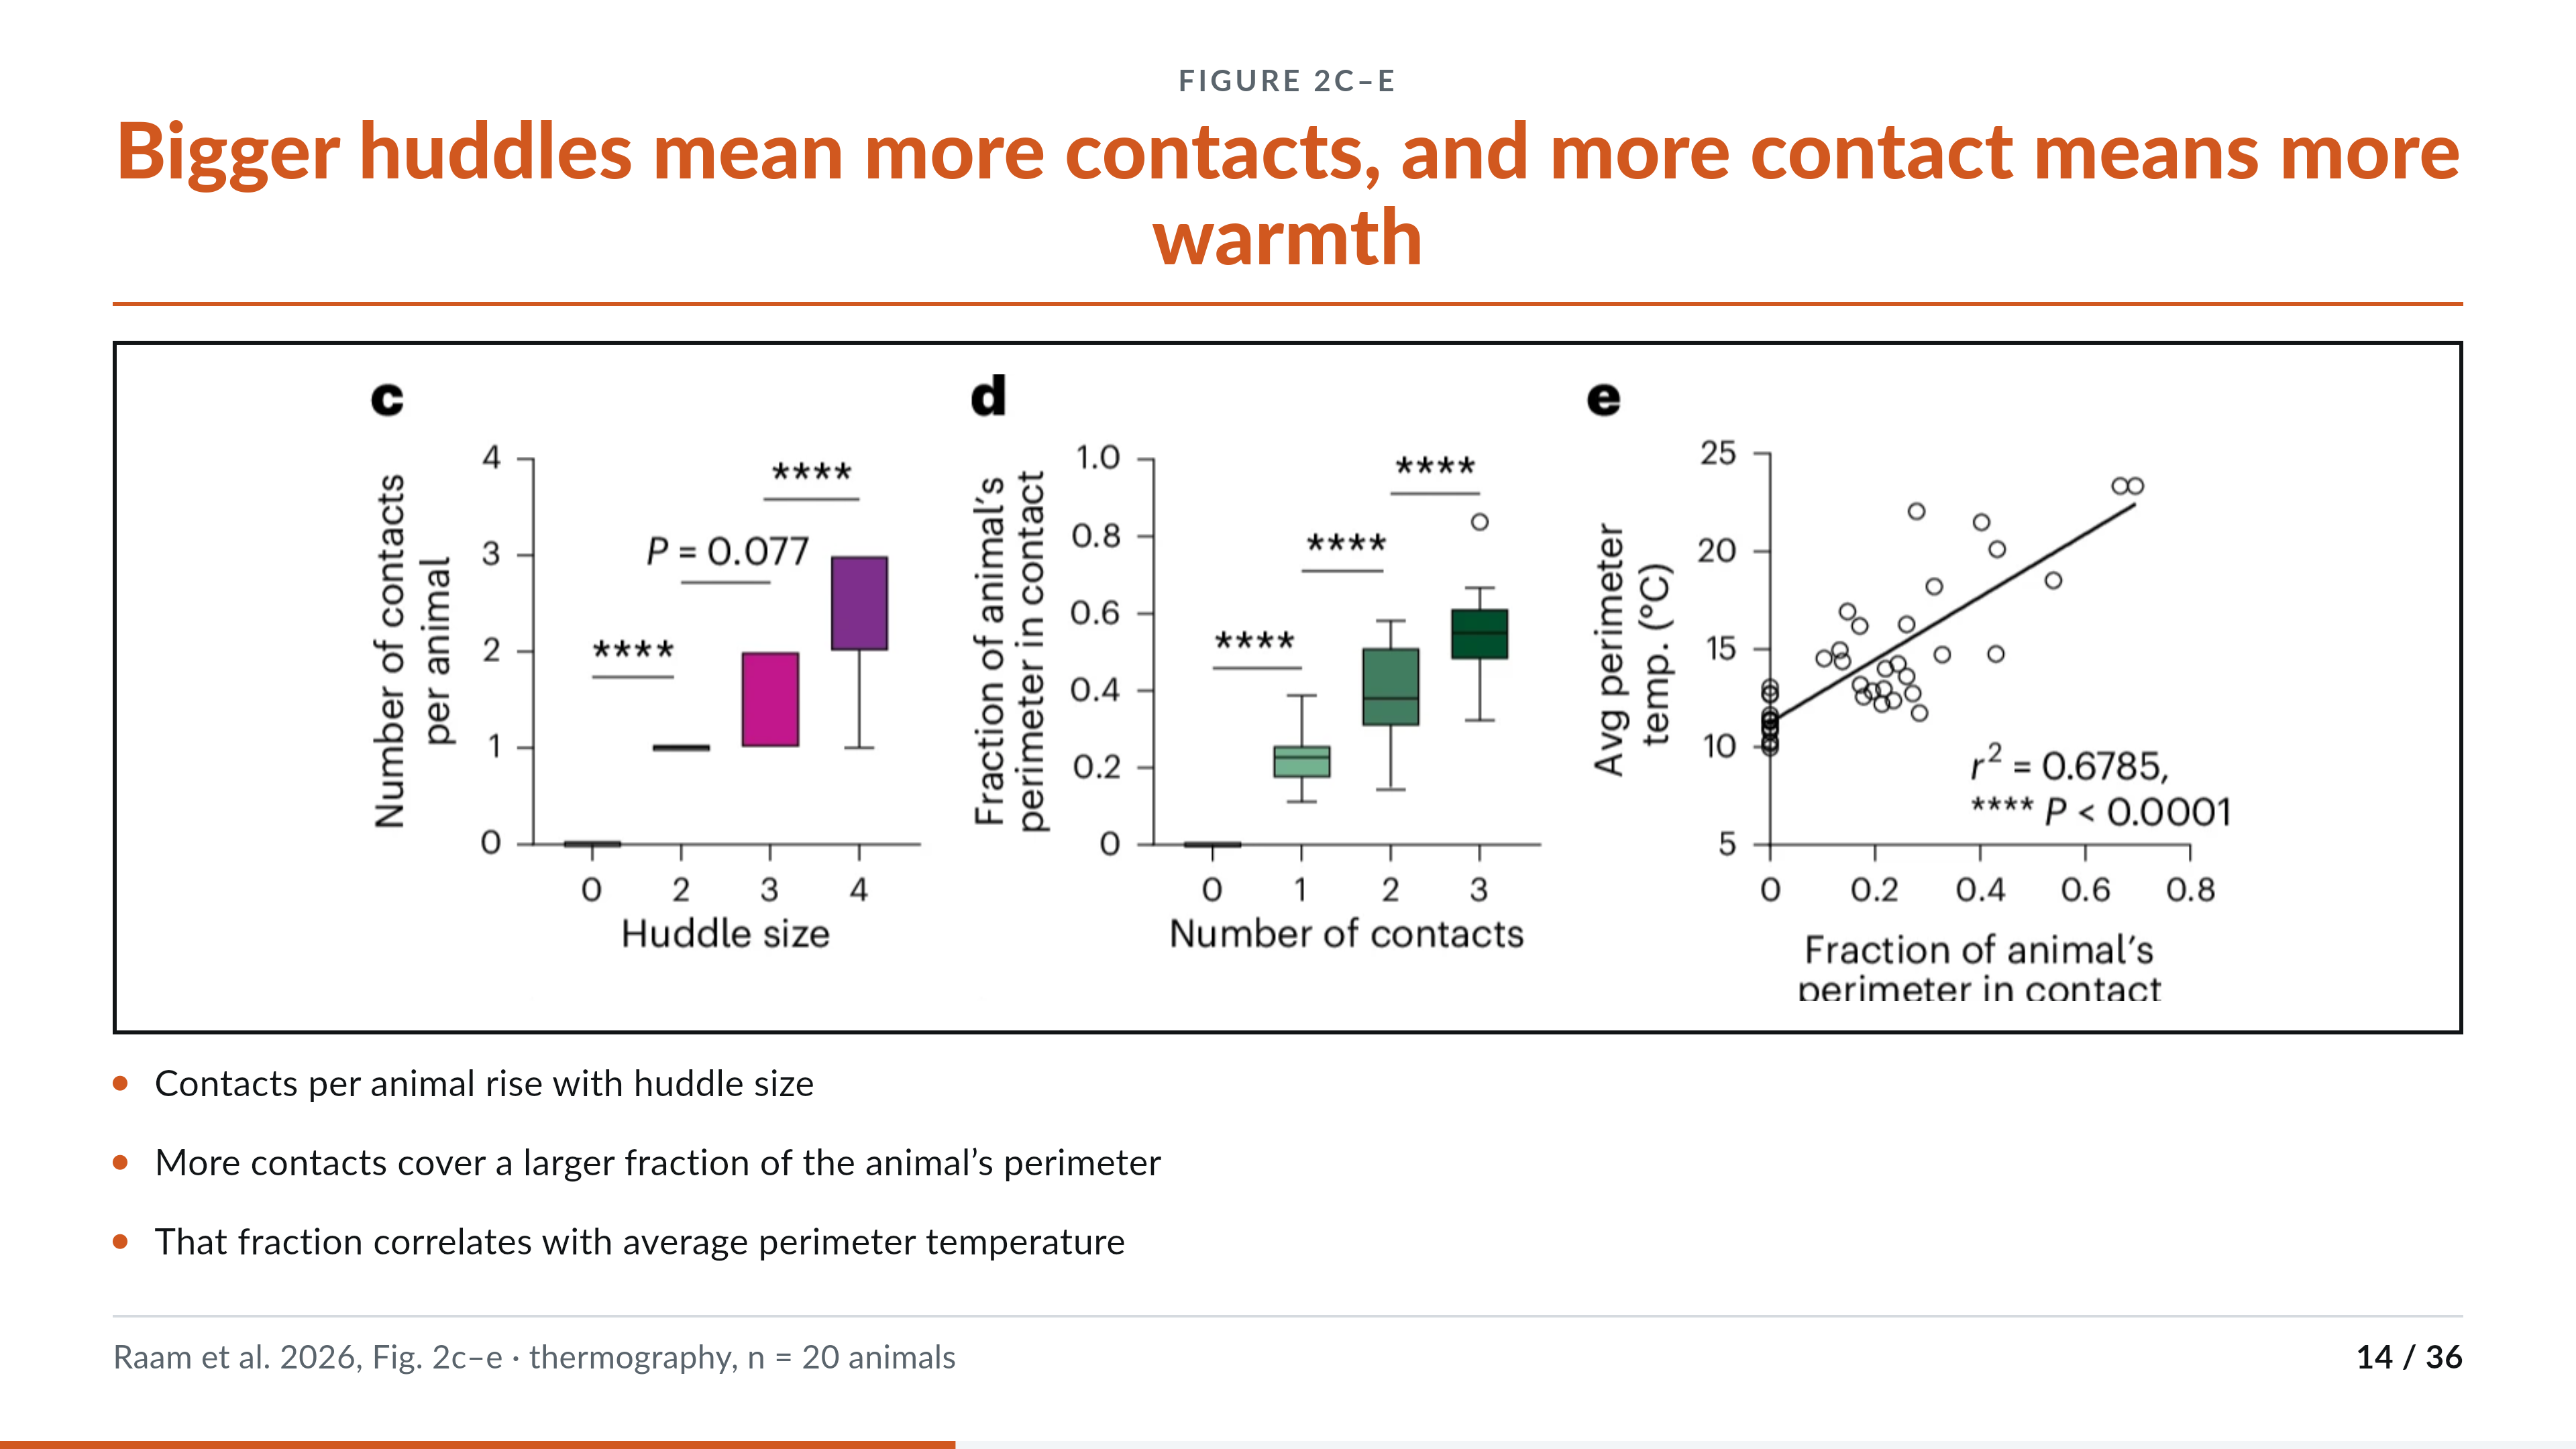 FIGURE 2C–E
Bigger huddles mean more contacts, and more contact means more
warmth
c
Number of contacts
per animal
4
3
2
1
0
****
P = 0.077
****
0 2 3 4
Huddle size
d
Fraction of animal's
perimeter in contact
1.0
0.8
0.6
0.4
0.2
0
****
****
****
0 1 2 3
Number of contacts
e
Avg perimeter
temp. (°C)
25
20
15
10
5
r² = 0.6785,
**** P < 0.0001
0 0.2 0.4 0.6 0.8
Fraction of animal's
perimeter in contact
• Contacts per animal rise with huddle size
• More contacts cover a larger fraction of the animal’s perimeter
• That fraction correlates with average perimeter temperature
Raam et al. 2026, Fig. 2c–e · thermography, n = 20 animals
14 / 36